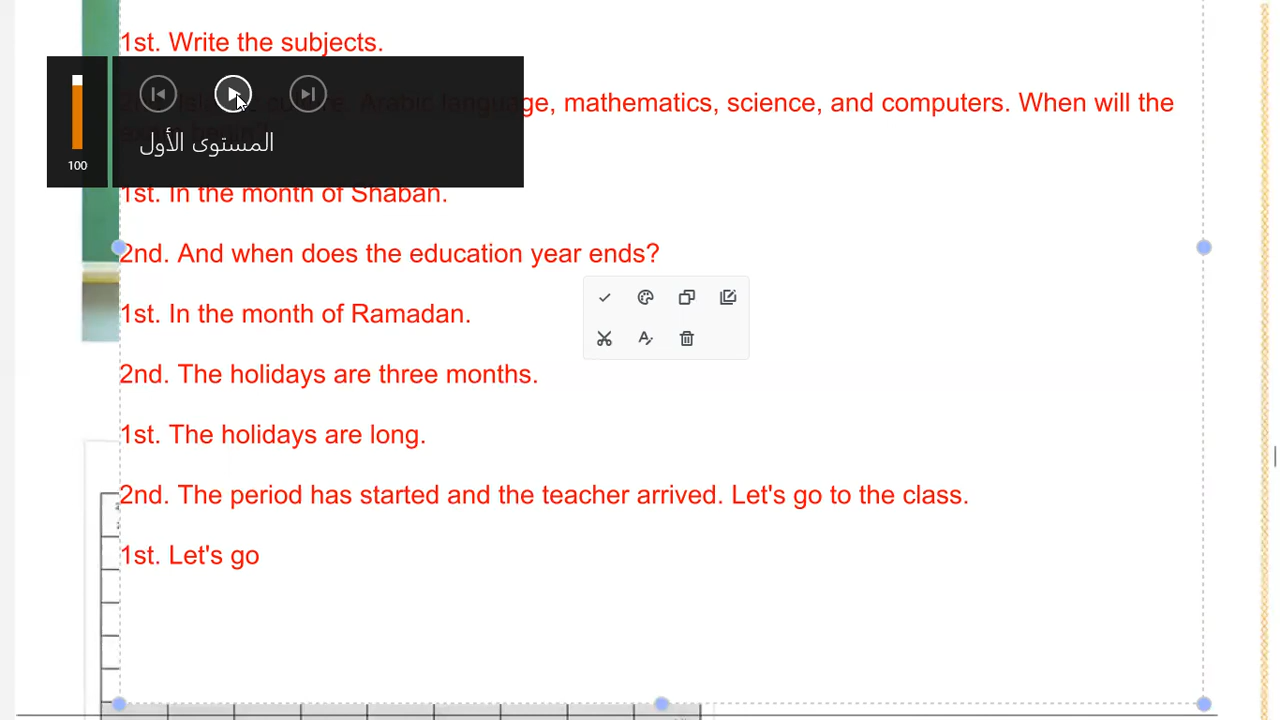 1st. Write the subjects.
Arabic language, mathematics, science, and computers. When will the
100
المستوى الأول
1st. In the month of Shaban.
2nd. And when does the education year ends?
1st. In the month of Ramadan.
2nd. The holidays are three months.
1st. The holidays are long.
2nd. The period has started and the teacher arrived. Let's go to the class.
1st. Let's go